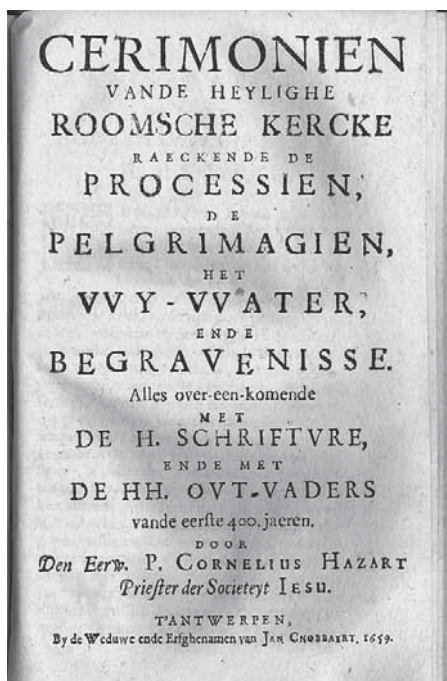 CERIMONIEN
VANDE HEYLIGHE
ROOMSCHE KERCKE
RAECKENDE DE
PROCESSIEN,
DE
PELGRIMAGIEN,
HET
VVY-VVATER,
ENDE
BEGRAVENISSE.
Alles over-een-komende
MET
DE H. SCHRIFTVRE,
ENDE MET
DE HH. OVT-VADERS
vande eerſte 400. jaeren.
DOOR
Den Eerw. P. CORNELIUS HAZART
Prieſter der Societeyt IESU.
T'ANTWERPEN,
By de Weduwe ende Erfghenamen van JAN CNOBBAERT, 1659.